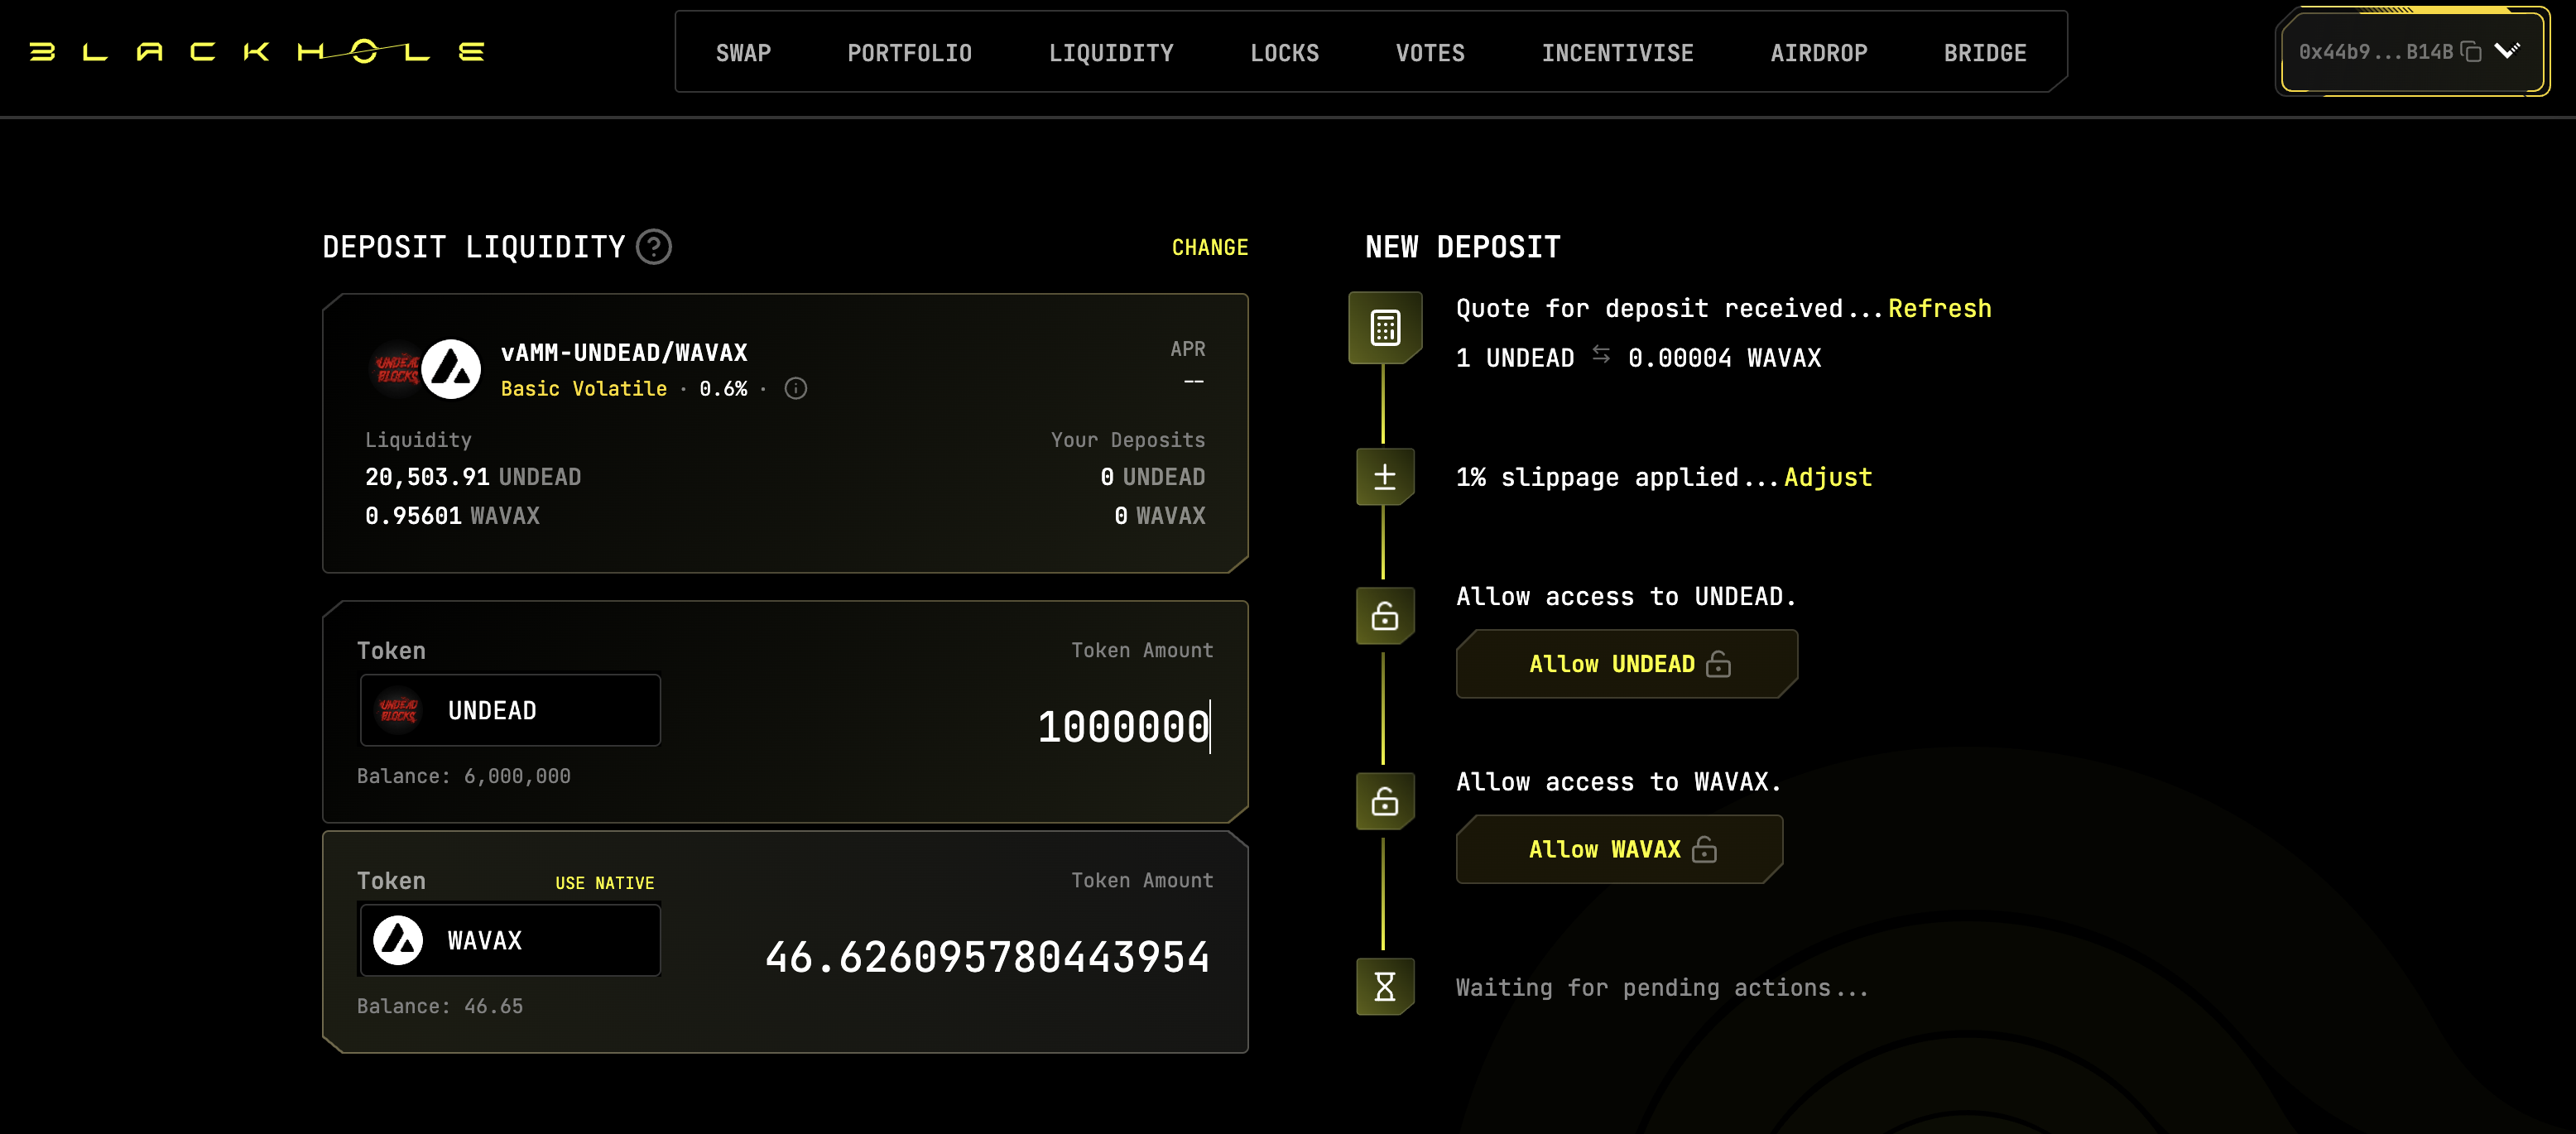 BLACKHOLE
SWAP PORTFOLIO LIQUIDITY LOCKS VOTES INCENTIVISE AIRDROP BRIDGE
0x44b9...B14B
DEPOSIT LIQUIDITY ?
CHANGE
UNDEAD BLOCKS
vAMM-UNDEAD/WAVAX
Basic Volatile · 0.6% ·
APR
--
Liquidity
20,503.91 UNDEAD
0.95601 WAVAX
Your Deposits
0 UNDEAD
0 WAVAX
Token
Token Amount
UNDEAD BLOCKS
UNDEAD
1000000
Balance: 6,000,000
Token
USE NATIVE
Token Amount
WAVAX
46.626095780443954
Balance: 46.65
NEW DEPOSIT
Quote for deposit received...Refresh
1 UNDEAD ⇆ 0.00004 WAVAX
1% slippage applied...Adjust
Allow access to UNDEAD.
Allow UNDEAD
Allow access to WAVAX.
Allow WAVAX
Waiting for pending actions...